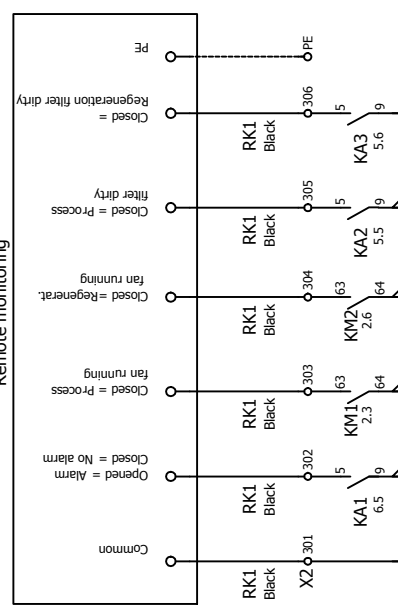 Remote monitoring
PE
PE
Closed =
Regeneration filter dirty
RK1
Black
306
5
9
KA3
5.6
Closed = Process
filter dirty
RK1
Black
305
5
9
KA2
5.5
Closed =Regenerat.
fan running
RK1
Black
304
63
64
KM2
2.6
Closed = Process
fan running
RK1
Black
303
63
64
KM1
2.3
Opened = Alarm
Closed = No alarm
RK1
Black
302
5
9
KA1
6.5
Common
RK1
Black
X2
301